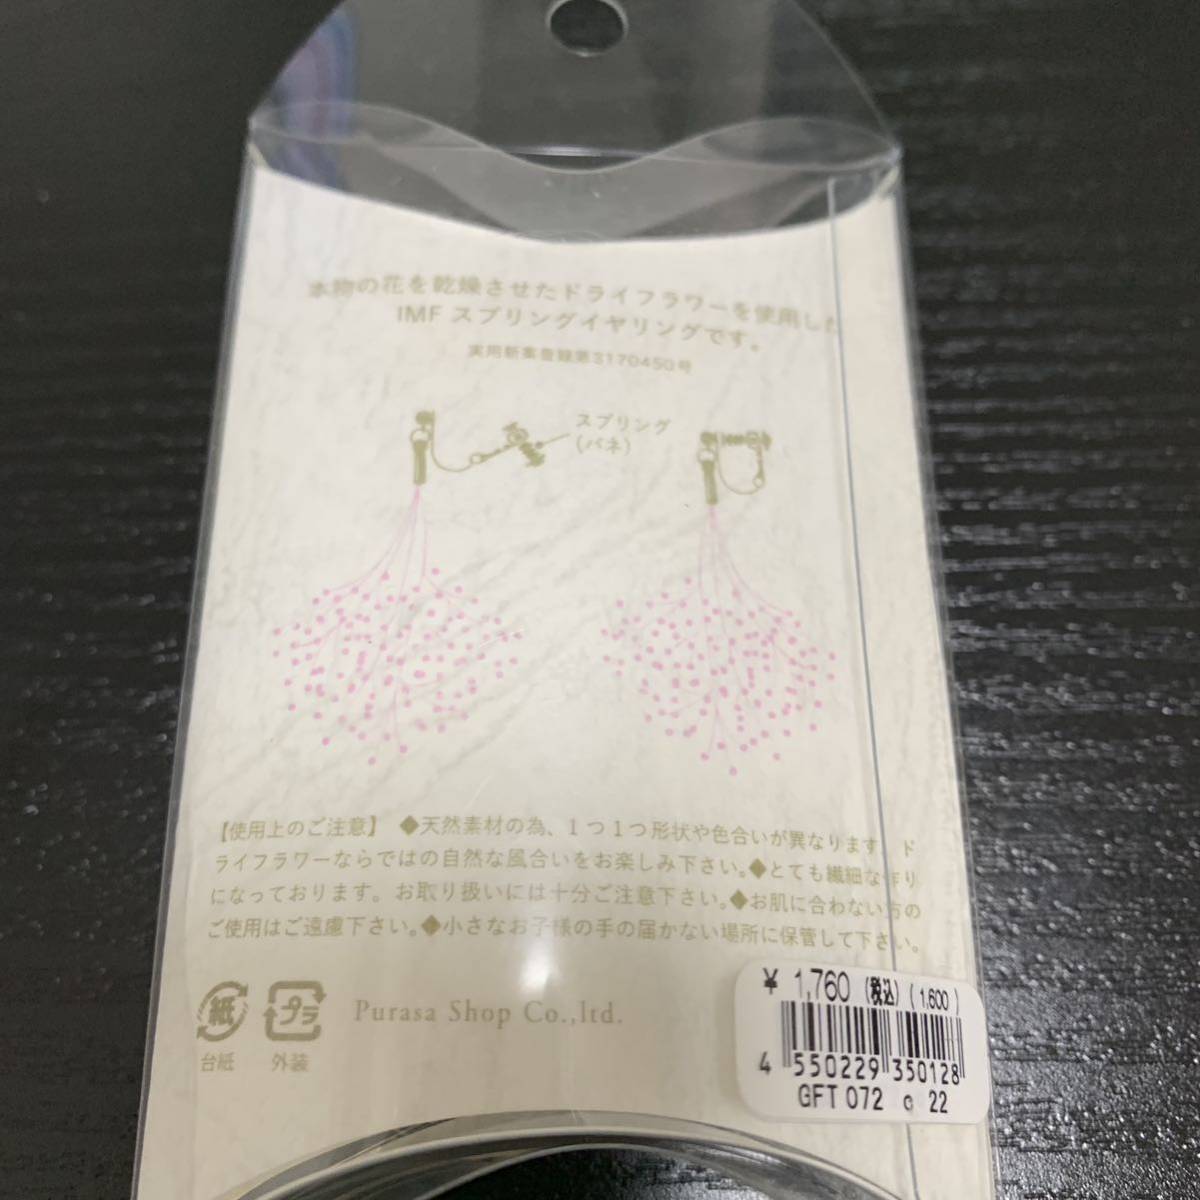 本物の花を乾燥させたドライフラワーを使用した
IMF スプリングイヤリングです。
実用新案登録第3170450号
スプリング
(バネ)
【使用上のご注意】 ◆天然素材の為、1つ1つ形状や色合いが異なります。ド
ライフラワーならではの自然な風合いをお楽しみ下さい。◆とても繊細な作り
になっております。お取り扱いには十分ご注意下さい。◆お肌に合わない方の
ご使用はご遠慮下さい。◆小さなお子様の手の届かない場所に保管して下さい。
紙 プラ Purasa Shop Co.,ltd.
台紙 外装
¥ 1,760 (税込) (1,600)
4 550229 350128
GFT 072 c 22